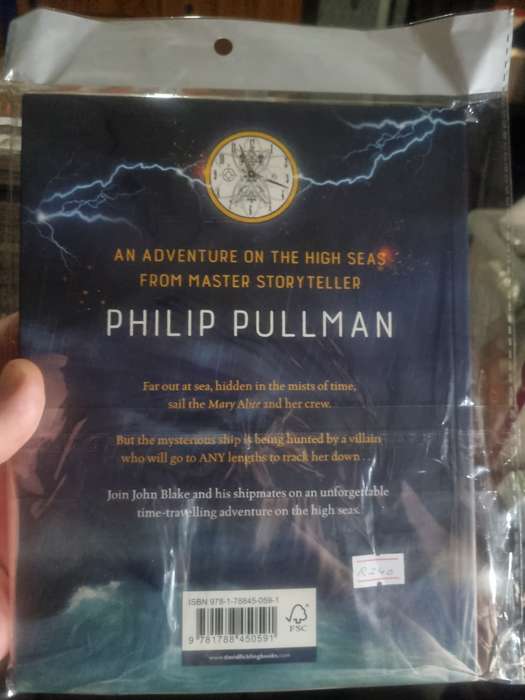 AN ADVENTURE ON THE HIGH SEAS
FROM MASTER STORYTELLER
PHILIP PULLMAN
Far out at sea, hidden in the mists of time,
sail the Mary Alice and her crew.
But the mysterious ship is being hunted by a villain
who will go to ANY lengths to track her down . . .
Join John Blake and his shipmates on an unforgettable
time-travelling adventure on the high seas.
R240
ISBN 978-1-78845-059-1
9 781788 450591
FSC
www.davidficklingbooks.com